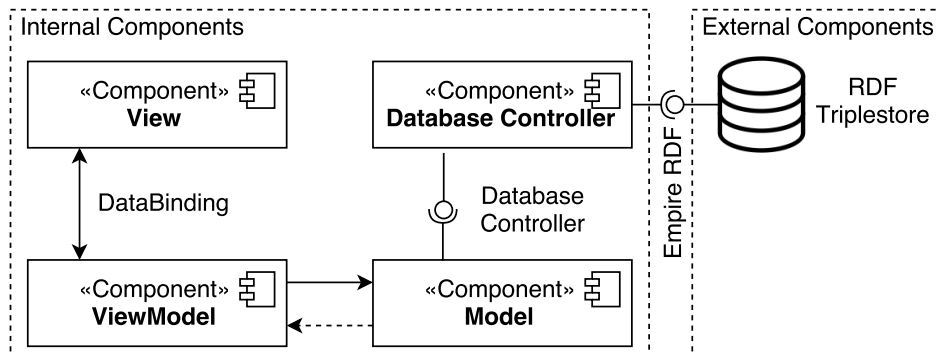 Internal Components
External Components
«Component»
View
«Component»
Database Controller
RDF
Triplestore
Empire RDF
DataBinding
Database
Controller
«Component»
ViewModel
«Component»
Model